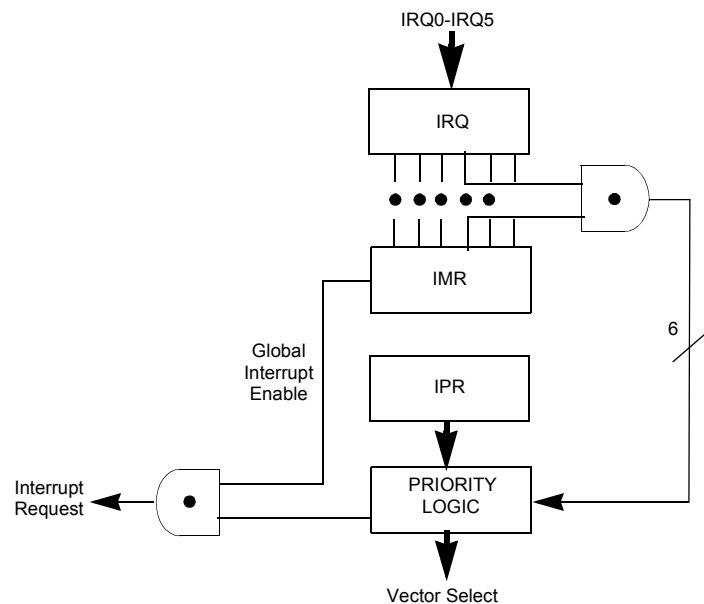 IRQ0-IRQ5
IRQ
IMR
6
Global
Interrupt
Enable
IPR
PRIORITY
LOGIC
Interrupt
Request
Vector Select